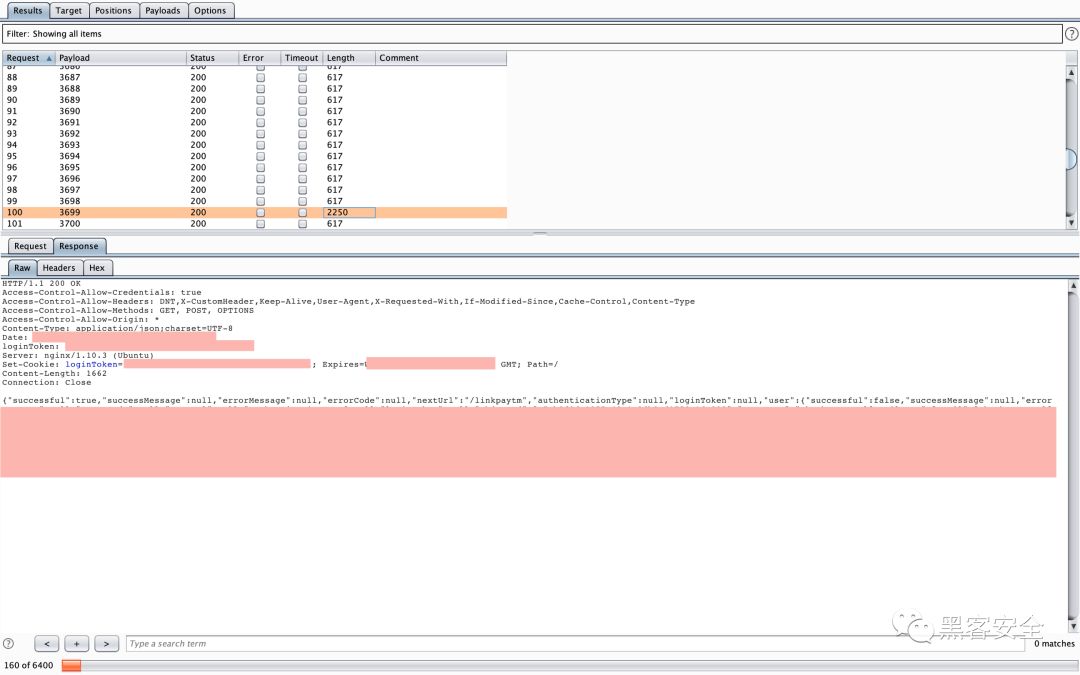 Results Target Positions Payloads Options
Filter: Showing all items
?
Request ▲ Payload Status Error Timeout Length Comment
87 3686 200 617
88 3687 200 617
89 3688 200 617
90 3689 200 617
91 3690 200 617
92 3691 200 617
93 3692 200 617
94 3693 200 617
95 3694 200 617
96 3695 200 617
97 3696 200 617
98 3697 200 617
99 3698 200 617
100 3699 200 2250
101 3700 200 617
Request Response
Raw Headers Hex
HTTP/1.1 200 OK
Access-Control-Allow-Credentials: true
Access-Control-Allow-Headers: DNT,X-CustomHeader,Keep-Alive,User-Agent,X-Requested-With,If-Modified-Since,Cache-Control,Content-Type
Access-Control-Allow-Methods: GET, POST, OPTIONS
Access-Control-Allow-Origin: *
Content-Type: application/json;charset=UTF-8
Date:
loginToken:
Server: nginx/1.10.3 (Ubuntu)
Set-Cookie: loginToken= ; Expires= GMT; Path=/
Content-Length: 1662
Connection: Close
{"successful":true,"successMessage":null,"errorMessage":null,"errorCode":null,"nextUrl":"/linkpaytm","authenticationType":null,"loginToken":null,"user":{"successful":false,"successMessage":null,"error
黑客安全
? < + > Type a search term 0 matches
160 of 6400